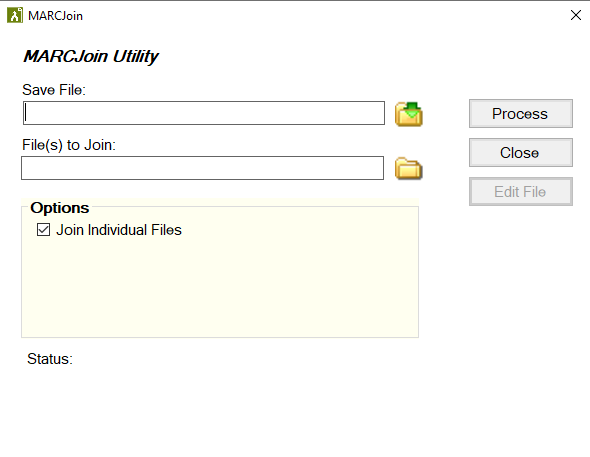 MARCJoin
MARCJoin Utility
Save File:
Process
File(s) to Join:
Close
Edit File
Options
Join Individual Files
Status: